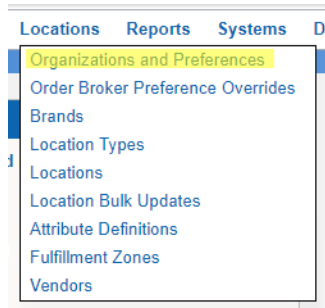 Locations Reports Systems D
Organizations and Preferences
Order Broker Preference Overrides
Brands
Location Types
d
Locations
Location Bulk Updates
Attribute Definitions
Fulfillment Zones
Vendors